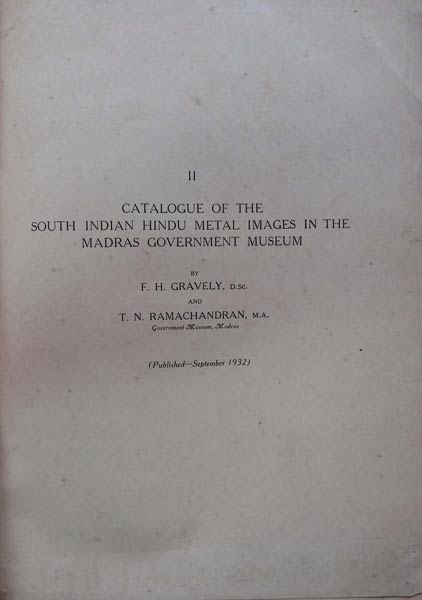 II
CATALOGUE OF THE
SOUTH INDIAN HINDU METAL IMAGES IN THE
MADRAS GOVERNMENT MUSEUM
BY
F. H. GRAVELY, D.Sc.
AND
T. N. RAMACHANDRAN, M.A.
Government Museum, Madras
(Published—September 1932)